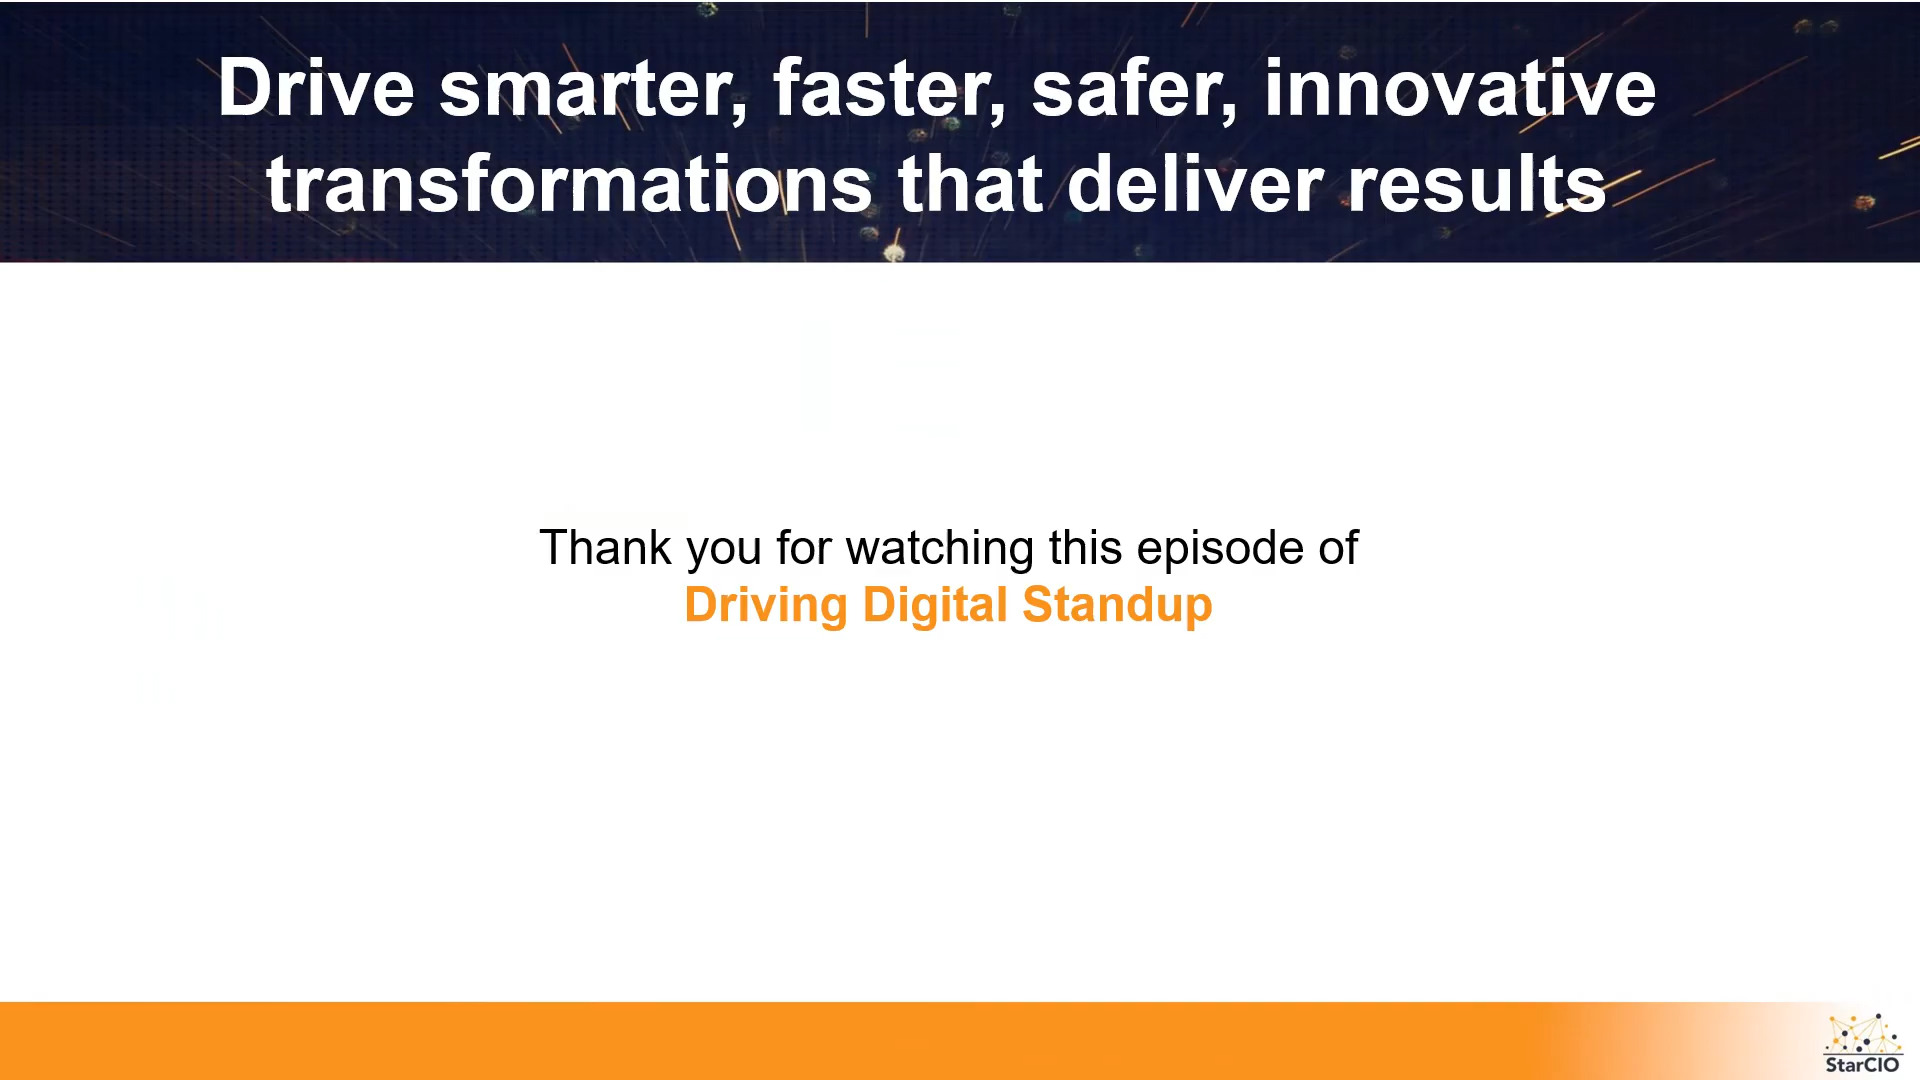 Drive smarter, faster, safer, innovative
transformations that deliver results
Thank you for watching this episode of
Driving Digital Standup
StarCIO